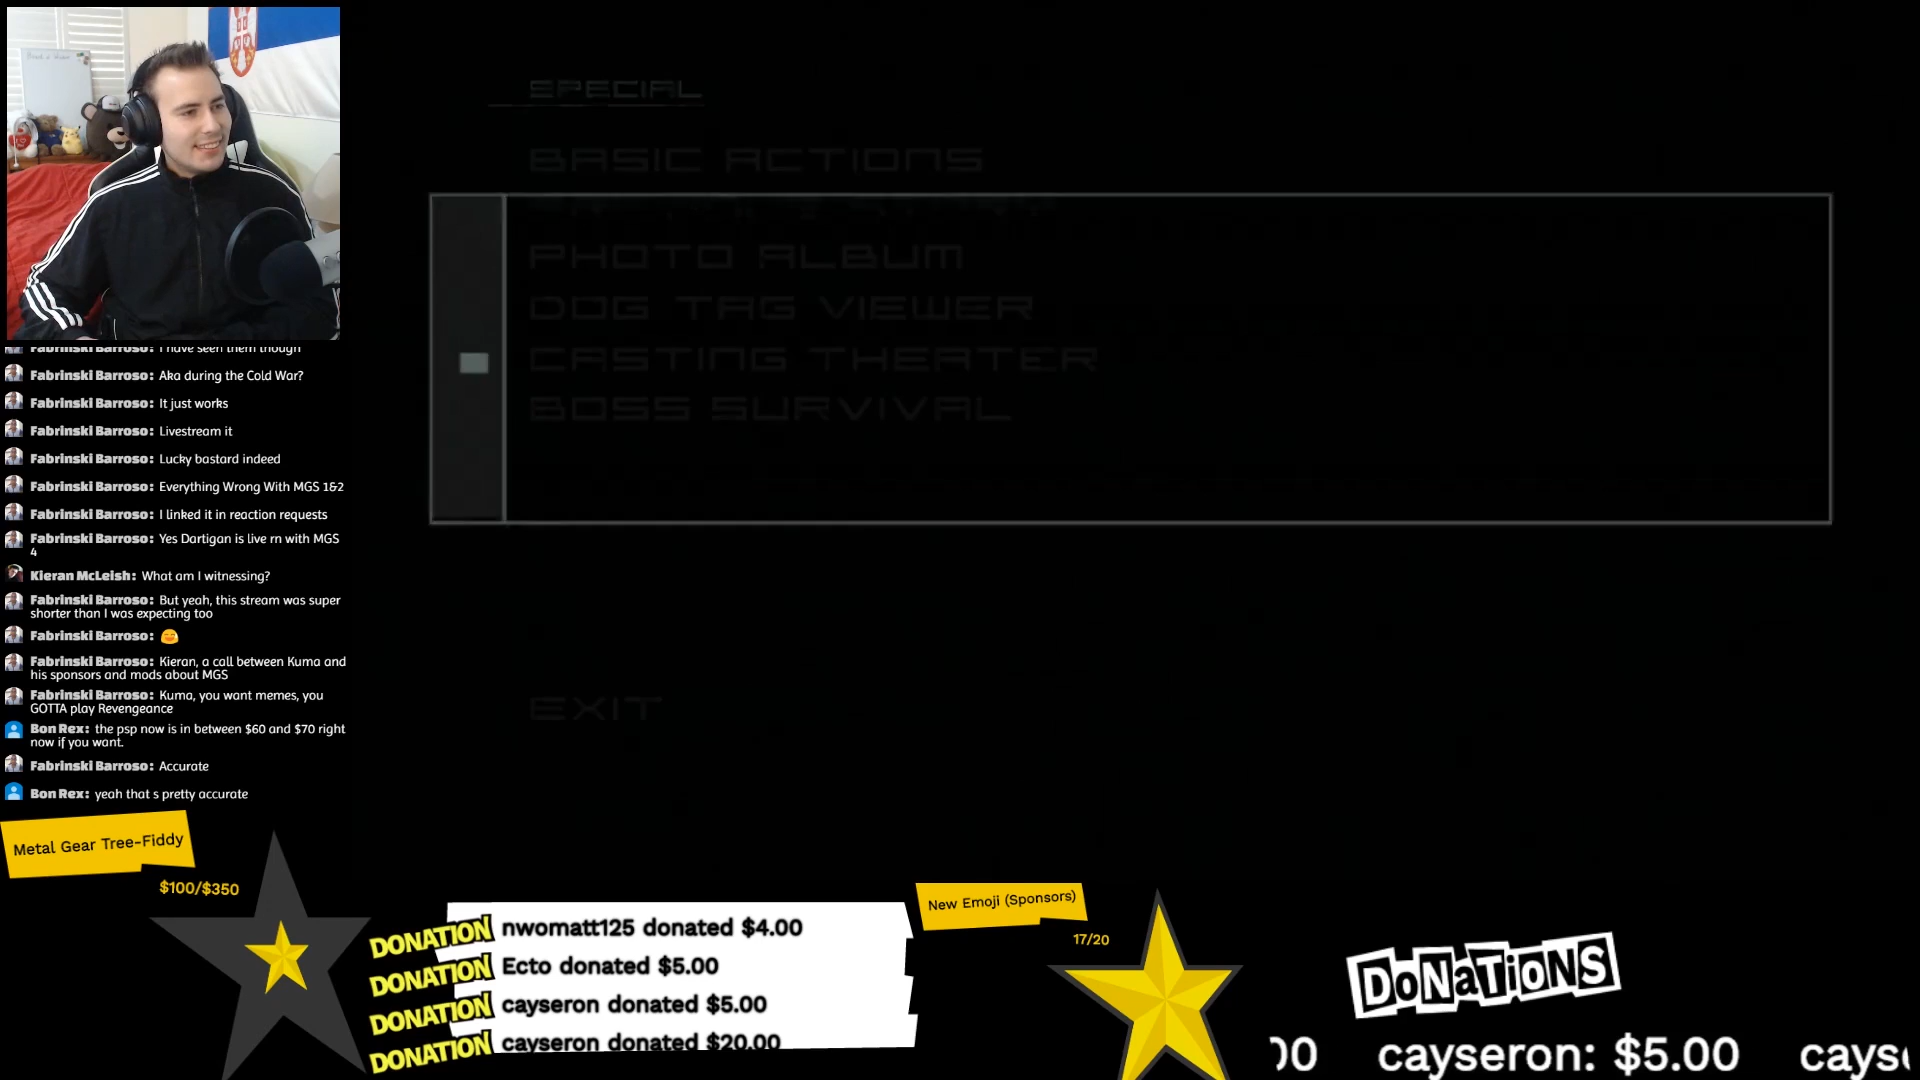 SPECIAL
BASIC ACTIONS
PHOTO ALBUM
DOG TAG VIEWER
CASTING THEATER
BOSS SURVIVAL
EXIT
Fabrinski Barroso: I have seen them though
Fabrinski Barroso: Aka during the Cold War?
Fabrinski Barroso: It just works
Fabrinski Barroso: Livestream it
Fabrinski Barroso: Lucky bastard indeed
Fabrinski Barroso: Everything Wrong With MGS 1&2
Fabrinski Barroso: I linked it in reaction requests
Fabrinski Barroso: Yes Dartigan is live rn with MGS
4
Kieran McLeish: What am I witnessing?
Fabrinski Barroso: But yeah, this stream was super
shorter than I was expecting too
Fabrinski Barroso: 😅
Fabrinski Barroso: Kieran, a call between Kuma and
his sponsors and mods about MGS
Fabrinski Barroso: Kuma, you want memes, you
GOTTA play Revengeance
Bon Rex: the psp now is in between $60 and $70 right
now if you want.
Fabrinski Barroso: Accurate
Bon Rex: yeah that s pretty accurate
Metal Gear Tree-Fiddy
$100/$350
DONATION nwomatt125 donated $4.00
DONATION Ecto donated $5.00
DONATION cayseron donated $5.00
DONATION cayseron donated $20.00
New Emoji (Sponsors)
17/20
DoNaTioNS
00 cayseron: $5.00 cays